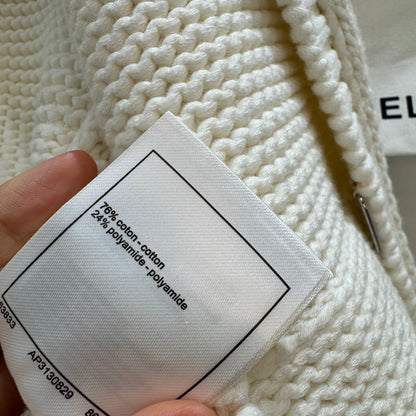 76% coton - cotton
24% polyamide - polyamide
AP3130829
EL